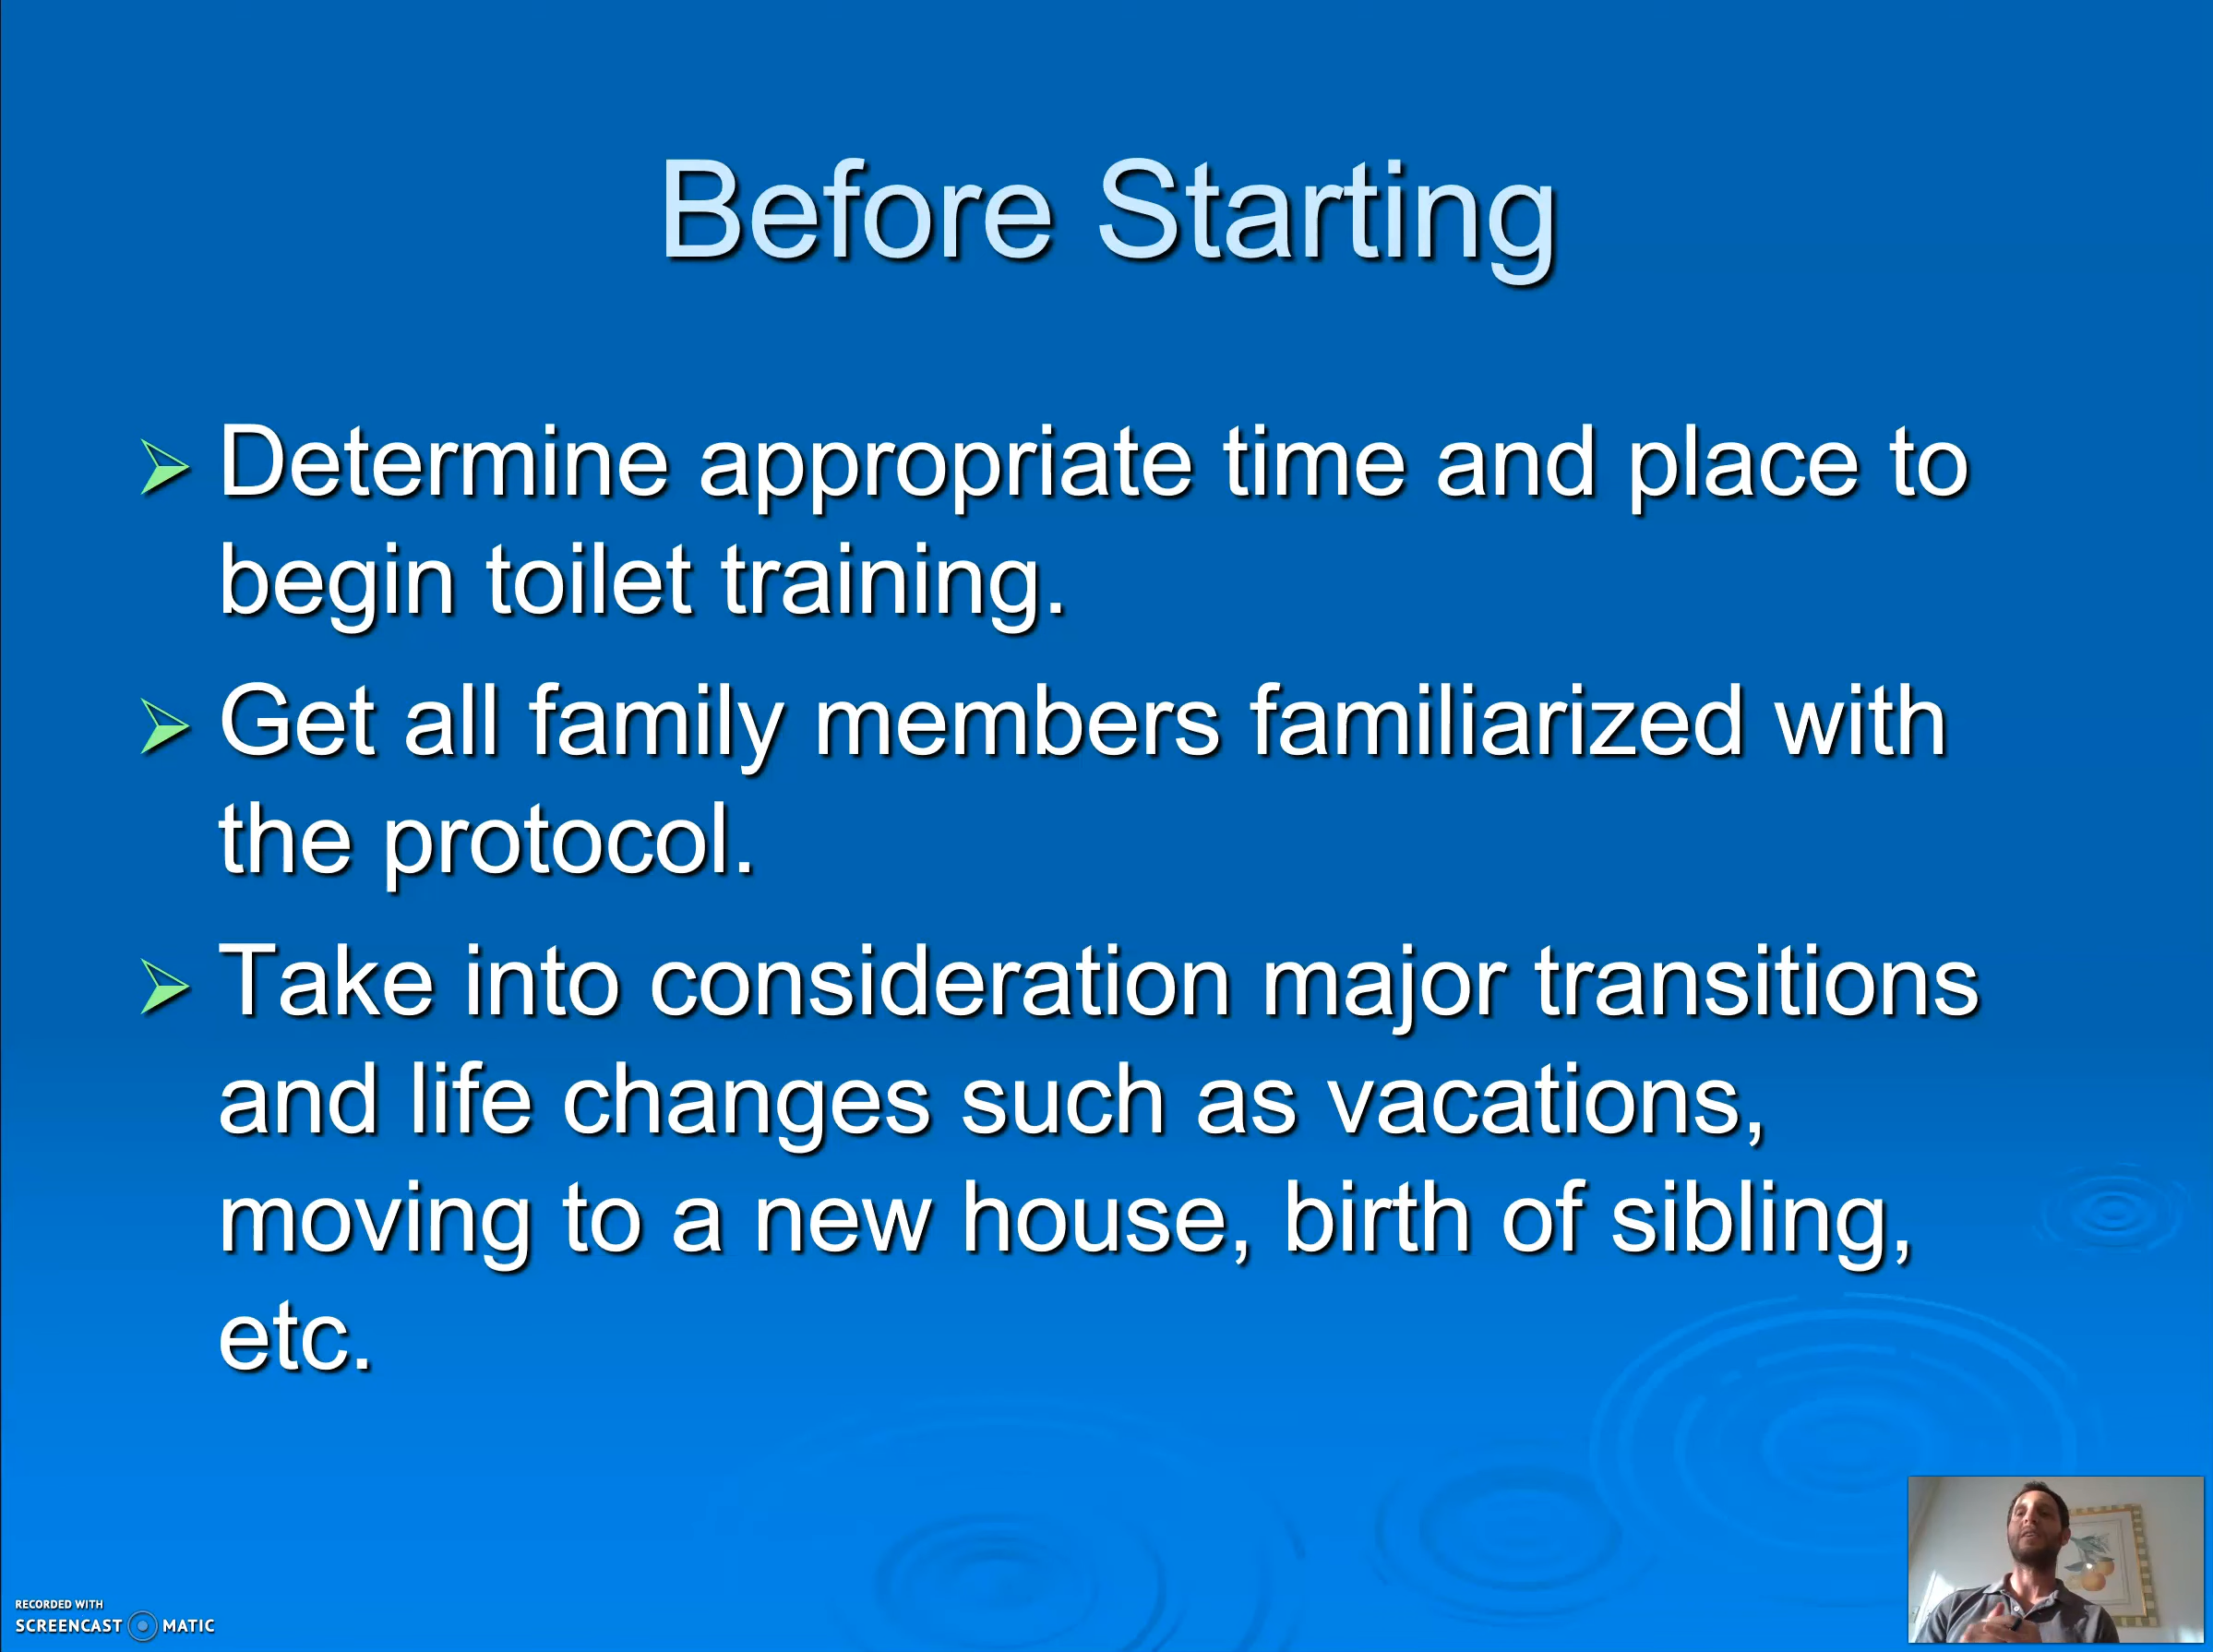 Before Starting
Determine appropriate time and place to
begin toilet training.
Get all family members familiarized with
the protocol.
Take into consideration major transitions
and life changes such as vacations,
moving to a new house, birth of sibling,
etc.
RECORDED WITH
SCREENCAST MATIC